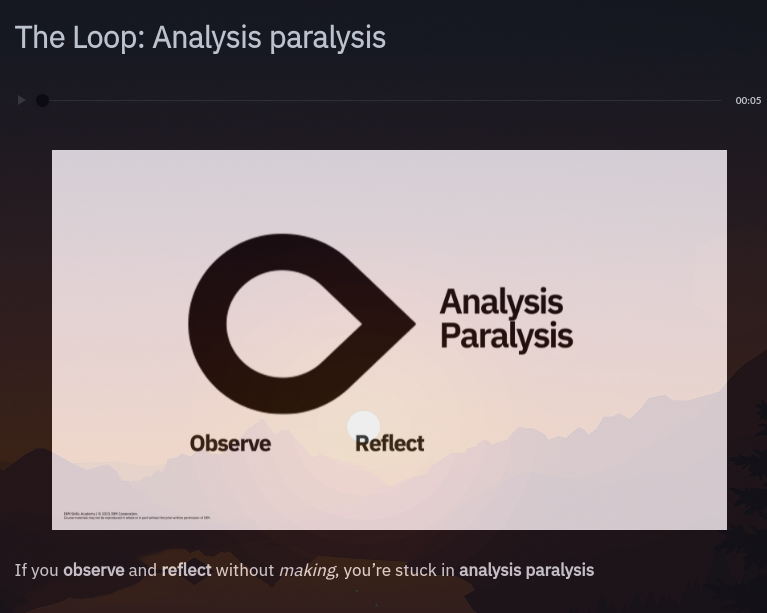 The Loop: Analysis paralysis
00:05
Analysis
Paralysis
Observe Reflect
If you observe and reflect without making, you're stuck in analysis paralysis